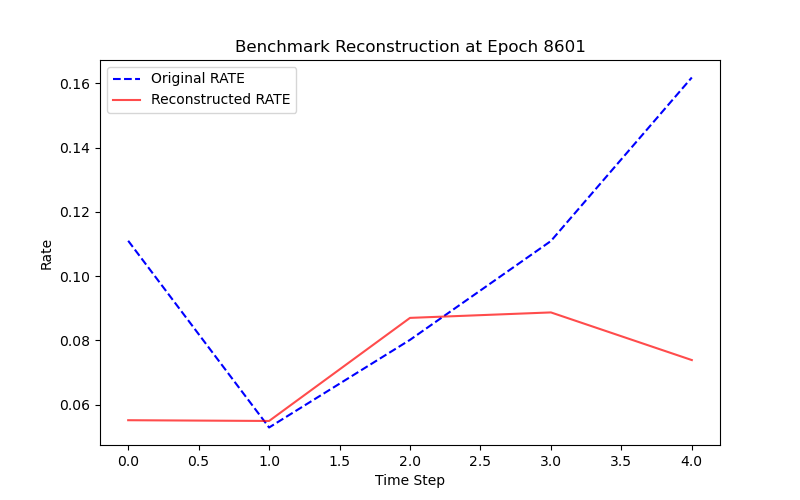 Benchmark Reconstruction at Epoch 8601
Original RATE
Reconstructed RATE
0.16
0.14
0.12
0.10
0.08
0.06
Rate
0.0 0.5 1.0 1.5 2.0 2.5 3.0 3.5 4.0
Time Step